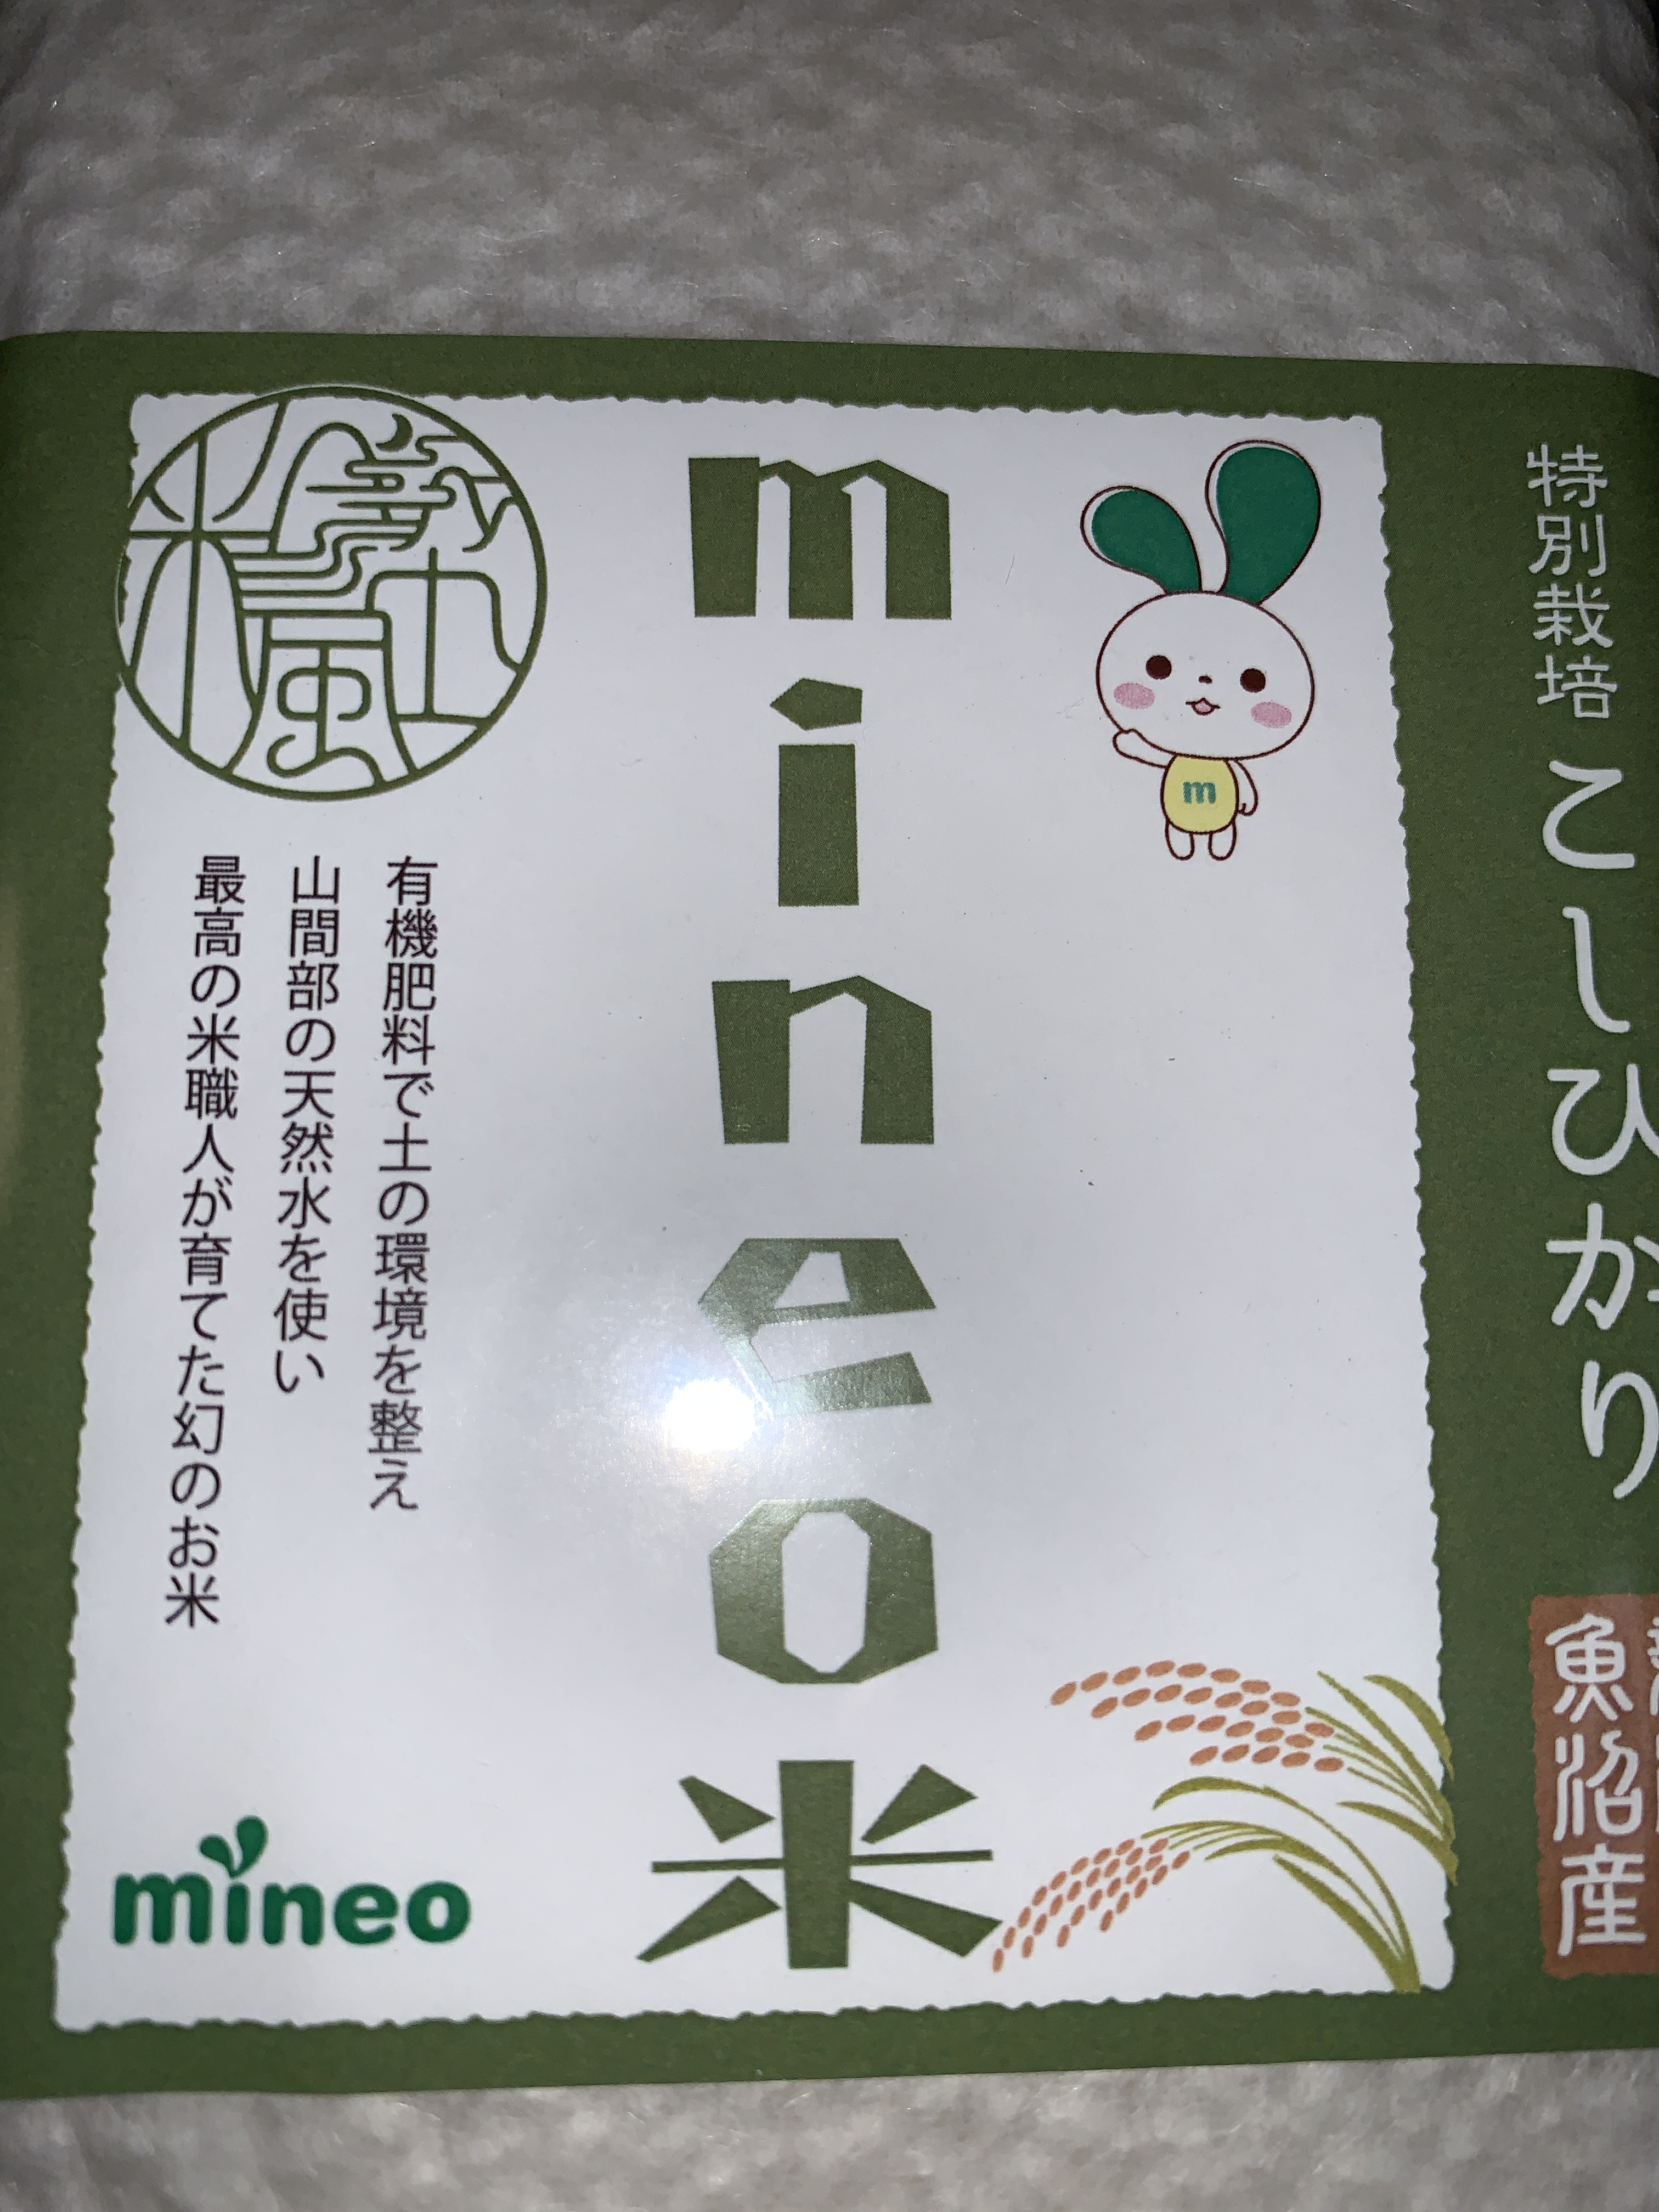 特別栽培 こしひかり
魚沼産
mineo米
m
有機肥料で土の環境を整え
山間部の天然水を使い
最高の米職人が育てた幻のお米
mineo